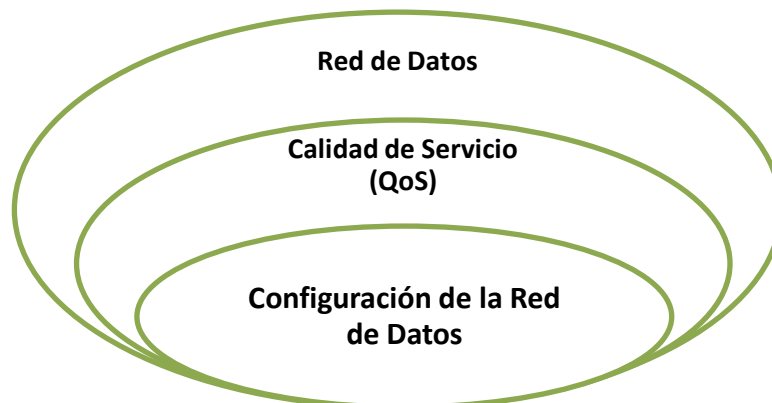 Red de Datos
Calidad de Servicio
(QoS)
Configuración de la Red
de Datos